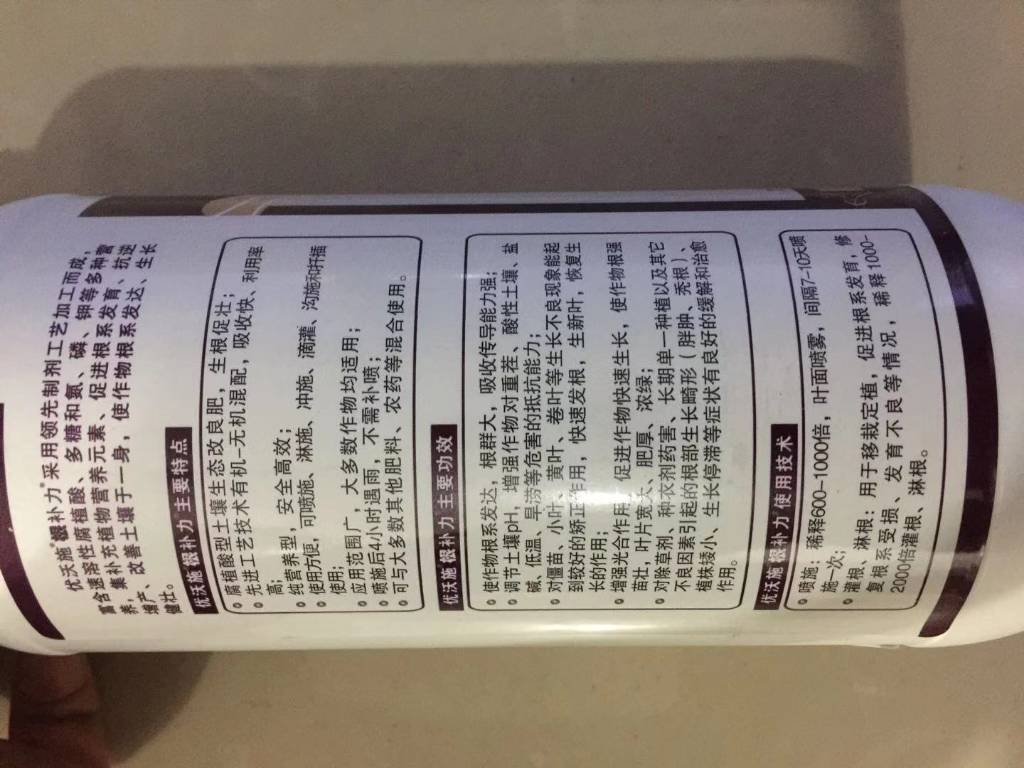 优沃施®根补力®采用领先制剂工艺加工而成，
富含速溶性腐植酸、多糖和氮、磷、钾等多种营
养，集补充植物营养元素、促进根系发育、抗逆
增产、改善土壤于一身，使作物根系发达、生长
健壮。
优沃施 根补力 主要特点
腐植酸型土壤生态改良肥，生根促壮；
先进工艺技术有机-无机混配，吸收快、利用率
高；
纯营养型，安全高效；
使用方便，可喷施、淋施、冲施、滴灌、沟施和扦插
使用；
应用范围广，大多数作物均适用；
喷施后4小时遇雨，不需补喷；
可与大多数其他肥料、农药等混合使用。
优沃施 根补力 主要功效
使作物根系发达，根群大，吸收传导能力强；
调节土壤pH，增强作物对重茬、酸性土壤、盐
碱、低温、旱涝等危害的抵抗能力；
对僵苗、小叶、黄叶、卷叶等生长不良现象能起
到较好的矫正作用，快速发根，生新叶，恢复生
长的作用；
增强光合作用，促进作物快速生长，使作物根强
苗壮，叶片宽大、肥厚、浓绿；
对除草剂、种衣剂药害、长期单一种植以及其它
不良因素引起的根部生长畸形（胖肿、秃根）、
植株矮小、生长停滞等症状有良好的缓解和治愈
作用。
优沃施 根补力 使用技术
喷施：稀释600-1000倍，叶面喷雾，间隔7-10天喷
施一次；
灌根、淋根：用于移栽定植，促进根系发育，修
复根系受损、发育不良等情况，稀释1000-
2000倍灌根、淋根。